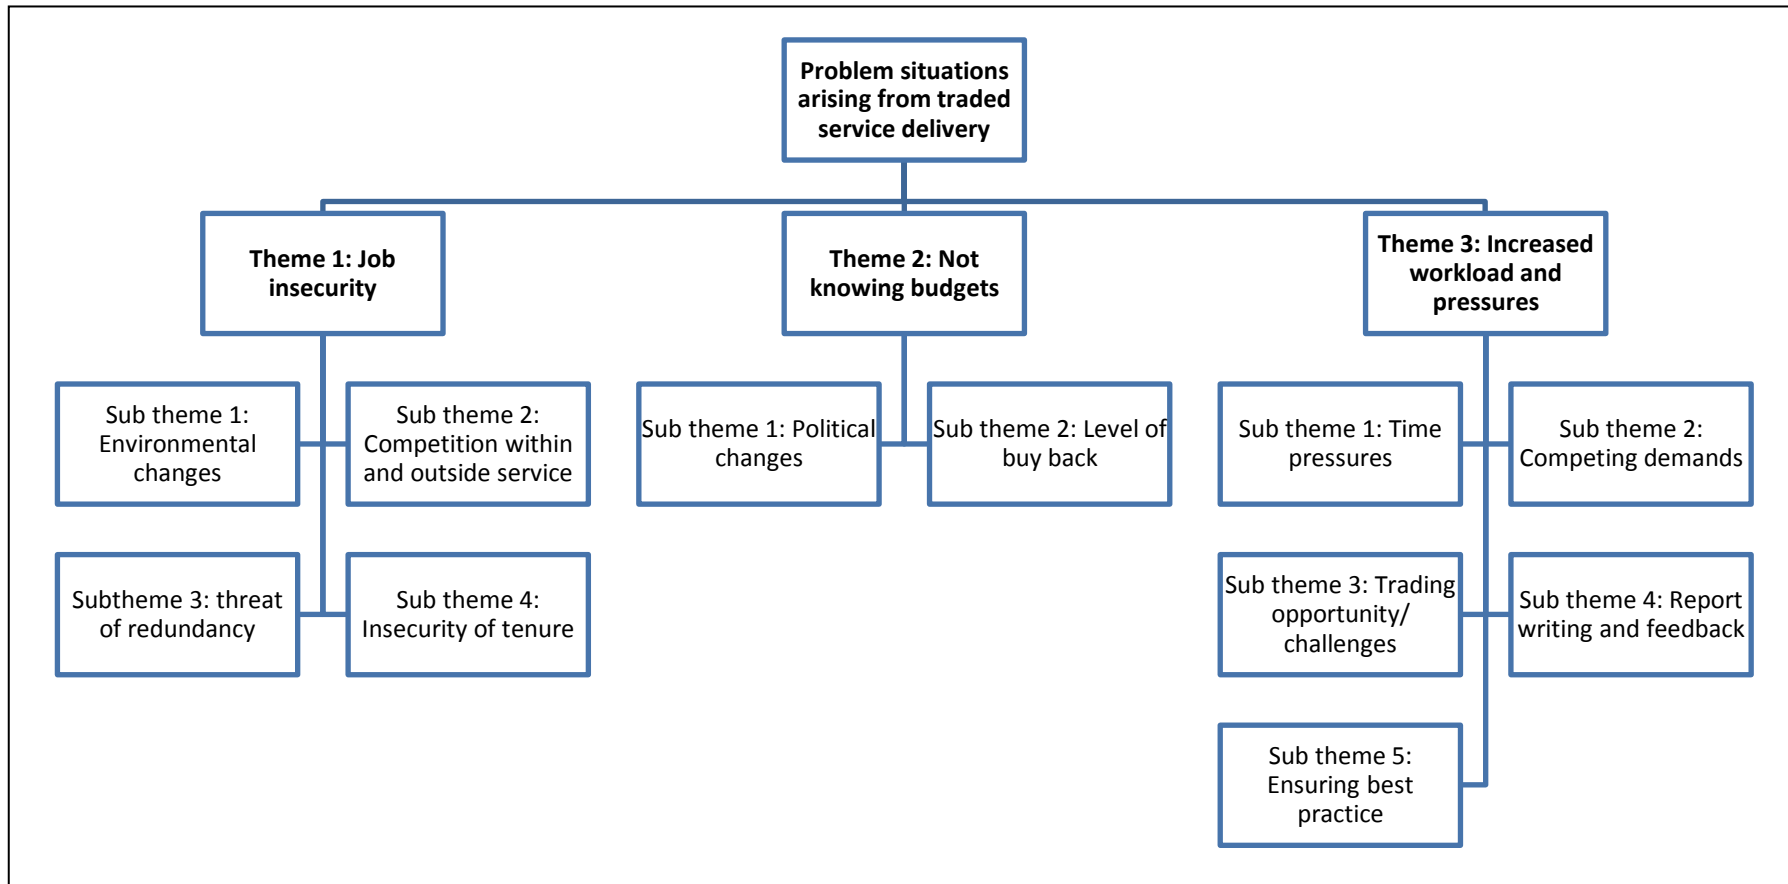 Problem situations
arising from traded
service delivery
Theme 1: Job
insecurity
Theme 2: Not
knowing budgets
Theme 3: Increased
workload and
pressures
Sub theme 1:
Environmental
changes
Sub theme 2:
Competition within
and outside service
Sub theme 1: Political
changes
Sub theme 2: Level of
buy back
Sub theme 1: Time
pressures
Sub theme 2:
Competing demands
Subtheme 3: threat
of redundancy
Sub theme 4:
Insecurity of tenure
Sub theme 3: Trading
opportunity/
challenges
Sub theme 4: Report
writing and feedback
Sub theme 5:
Ensuring best
practice